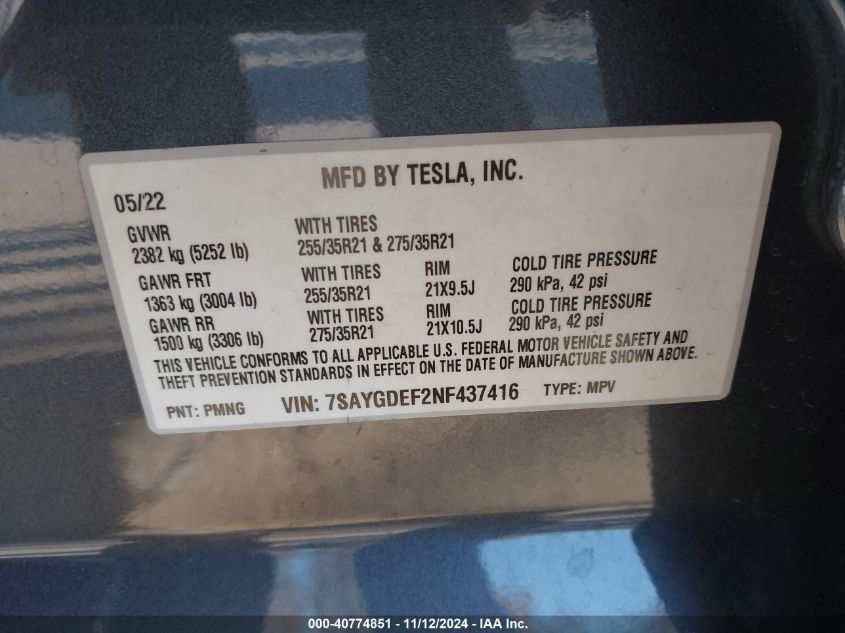 MFD BY TESLA, INC.
05/22
GVWR
2382 kg (5252 lb)
WITH TIRES
255/35R21 & 275/35R21
GAWR FRT
1363 kg (3004 lb)
WITH TIRES
255/35R21
RIM
21X9.5J
COLD TIRE PRESSURE
290 kPa, 42 psi
GAWR RR
1500 kg (3306 lb)
WITH TIRES
275/35R21
RIM
21X10.5J
COLD TIRE PRESSURE
290 kPa, 42 psi
THIS VEHICLE CONFORMS TO ALL APPLICABLE U.S. FEDERAL MOTOR VEHICLE SAFETY AND
THEFT PREVENTION STANDARDS IN EFFECT ON THE DATE OF MANUFACTURE SHOWN ABOVE.
PNT: PMNG VIN: 7SAYGDEF2NF437416 TYPE: MPV
000-40774851 - 11/12/2024 - IAA Inc.